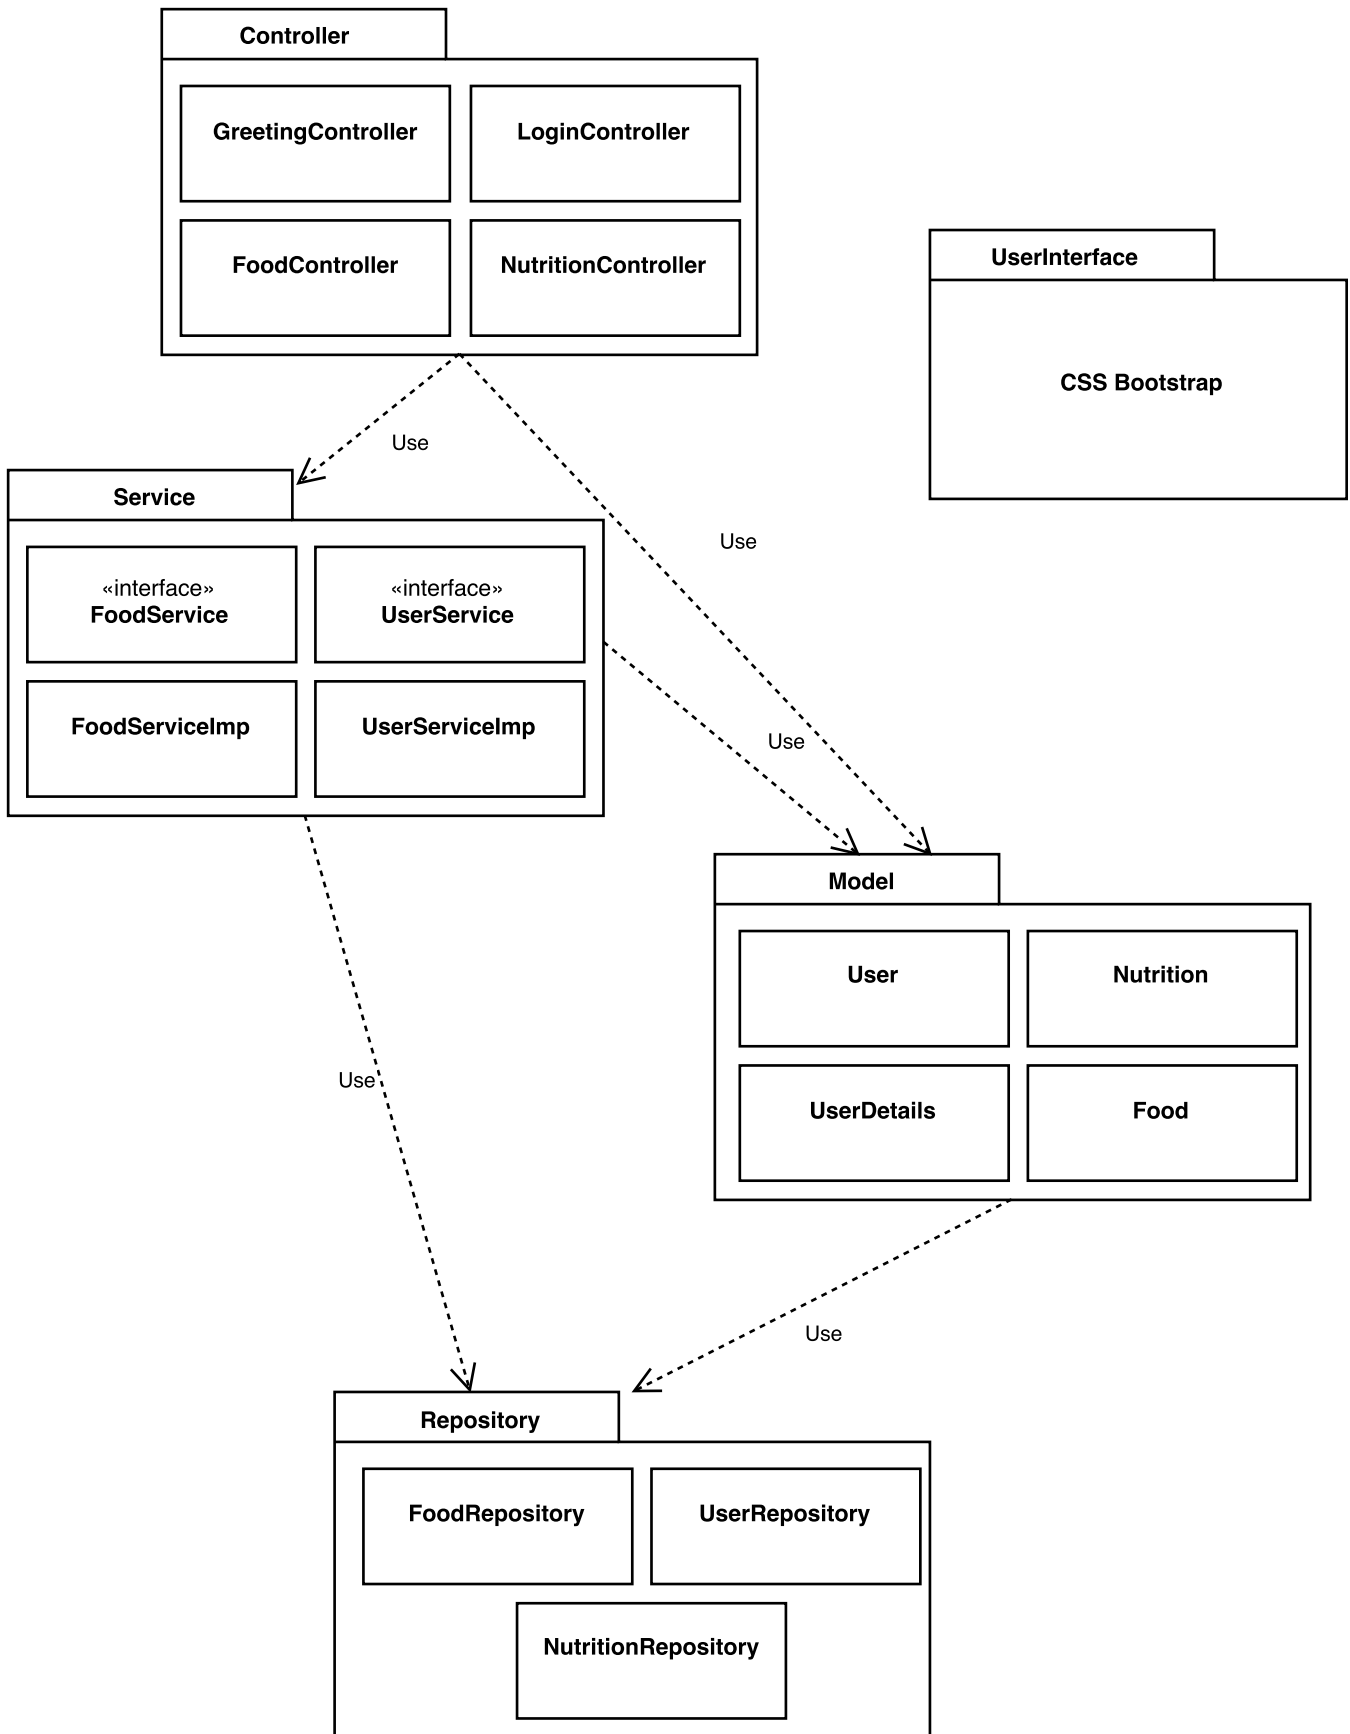 Controller
GreetingController
LoginController
FoodController
NutritionController
UserInterface
CSS Bootstrap
Use
Service
Use
«interface»
FoodService
«interface»
UserService
FoodServiceImp
UserServiceImp
Use
Model
User
Nutrition
Use
UserDetails
Food
Use
Repository
FoodRepository
UserRepository
NutritionRepository